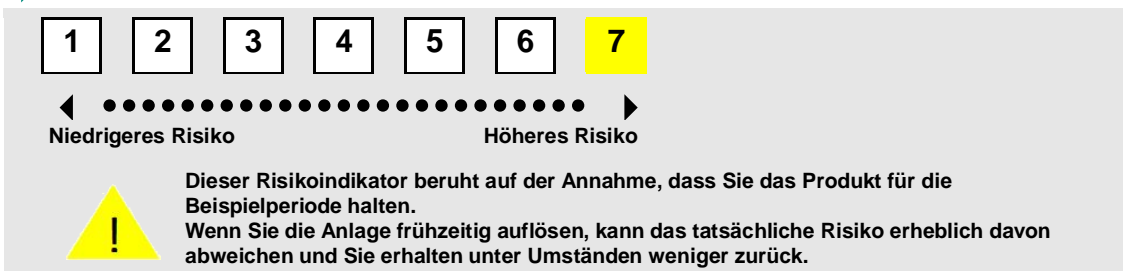 1 2 3 4 5 6 7
Niedrigeres Risiko Höheres Risiko
Dieser Risikoindikator beruht auf der Annahme, dass Sie das Produkt für die
Beispielperiode halten.
Wenn Sie die Anlage frühzeitig auflösen, kann das tatsächliche Risiko erheblich davon
abweichen und Sie erhalten unter Umständen weniger zurück.
!